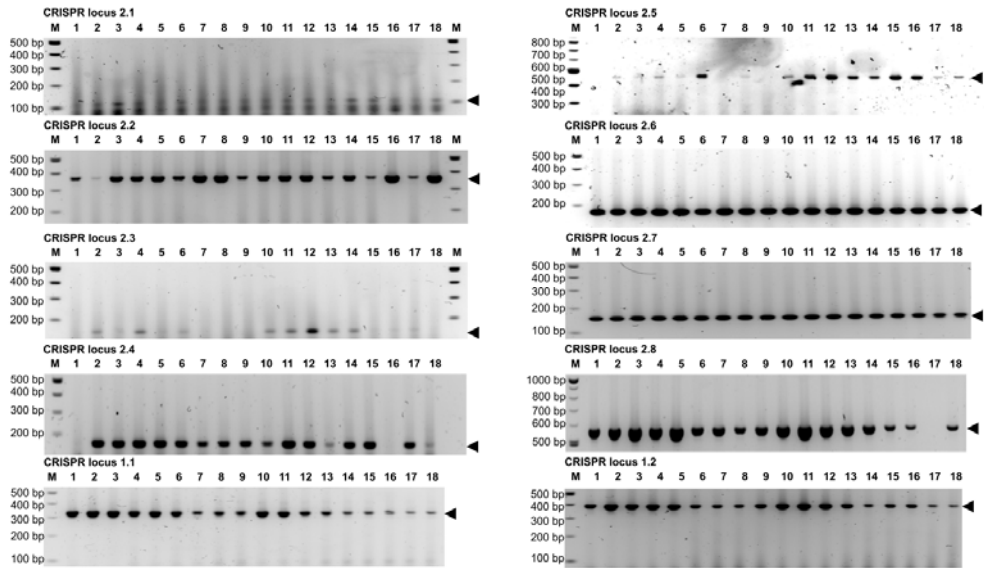 CRISPR locus 2.1
M 1 2 3 4 5 6 7 8 9 10 11 12 13 14 15 16 17 18 M
500 bp
400 bp
300 bp
200 bp
100 bp
CRISPR locus 2.2
M 1 2 3 4 5 6 7 8 9 10 11 12 13 14 15 16 17 18 M
500 bp
400 bp
300 bp
200 bp
CRISPR locus 2.3
M 1 2 3 4 5 6 7 8 9 10 11 12 13 14 15 16 17 18 M
500 bp
400 bp
300 bp
200 bp
CRISPR locus 2.4
M 1 2 3 4 5 6 7 8 9 10 11 12 13 14 15 16 17 18
500 bp
400 bp
300 bp
200 bp
CRISPR locus 1.1
M 1 2 3 4 5 6 7 8 9 10 11 12 13 14 15 16 17 18
500 bp
400 bp
300 bp
200 bp
100 bp
CRISPR locus 2.5
M 1 2 3 4 5 6 7 8 9 10 11 12 13 14 15 16 17 18
800 bp
700 bp
600 bp
500 bp
400 bp
300 bp
CRISPR locus 2.6
M 1 2 3 4 5 6 7 8 9 10 11 12 13 14 15 16 17 18
500 bp
400 bp
300 bp
200 bp
CRISPR locus 2.7
M 1 2 3 4 5 6 7 8 9 10 11 12 13 14 15 16 17 18
500 bp
400 bp
300 bp
200 bp
100 bp
CRISPR locus 2.8
M 1 2 3 4 5 6 7 8 9 10 11 12 13 14 15 16 17 18
1000 bp
800 bp
700 bp
600 bp
500 bp
CRISPR locus 1.2
M 1 2 3 4 5 6 7 8 9 10 11 12 13 14 15 16 17 18
500 bp
400 bp
300 bp
200 bp
100 bp